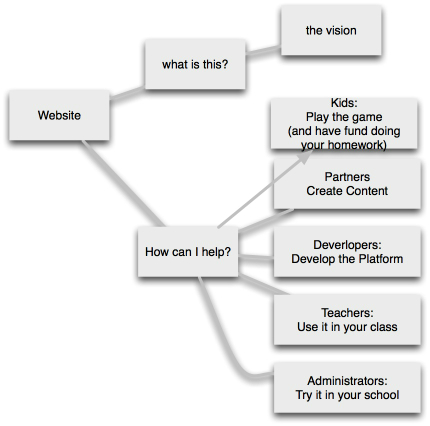 the vision
what is this?
Website
Kids:
Play the game
(and have fund doing
your homework)
Partners
Create Content
How can I help?
Deverlopers:
Develop the Platform
Teachers:
Use it in your class
Administrators:
Try it in your school